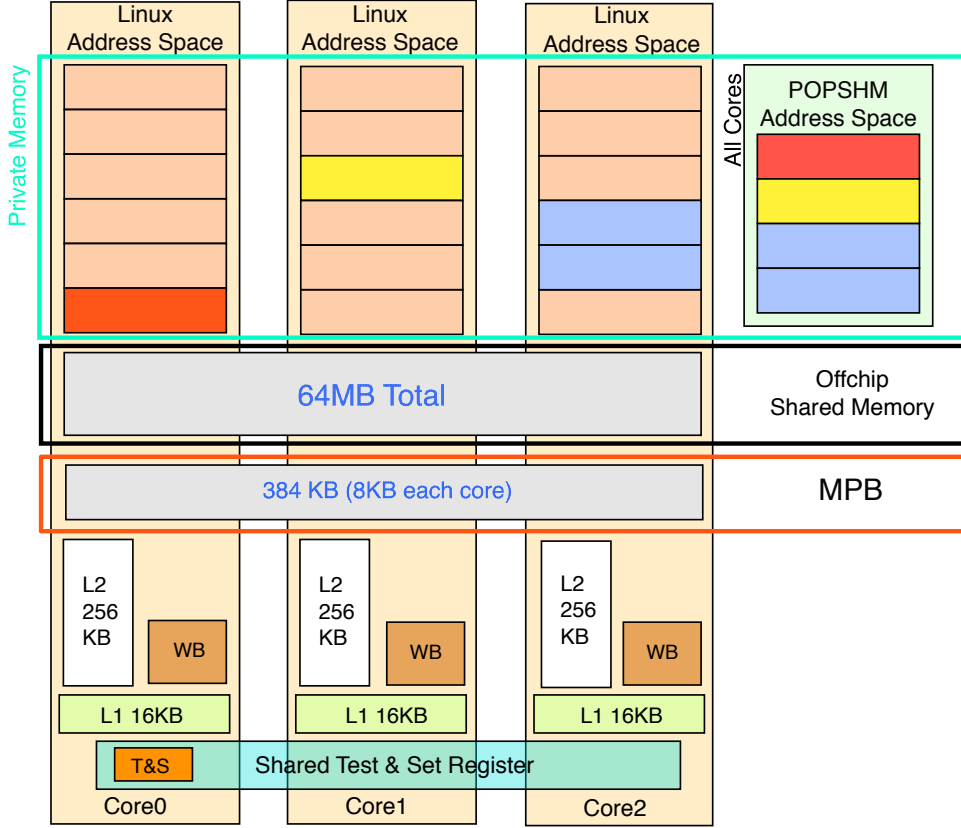 Linux
Address Space
Linux
Address Space
Linux
Address Space
Private Memory
All Cores
POPSHM
Address Space
64MB Total
Offchip
Shared Memory
384 KB (8KB each core)
MPB
L2
256
KB
WB
L2
256
KB
WB
L2
256
KB
WB
L1 16KB
L1 16KB
L1 16KB
T&S
Shared Test & Set Register
Core0
Core1
Core2